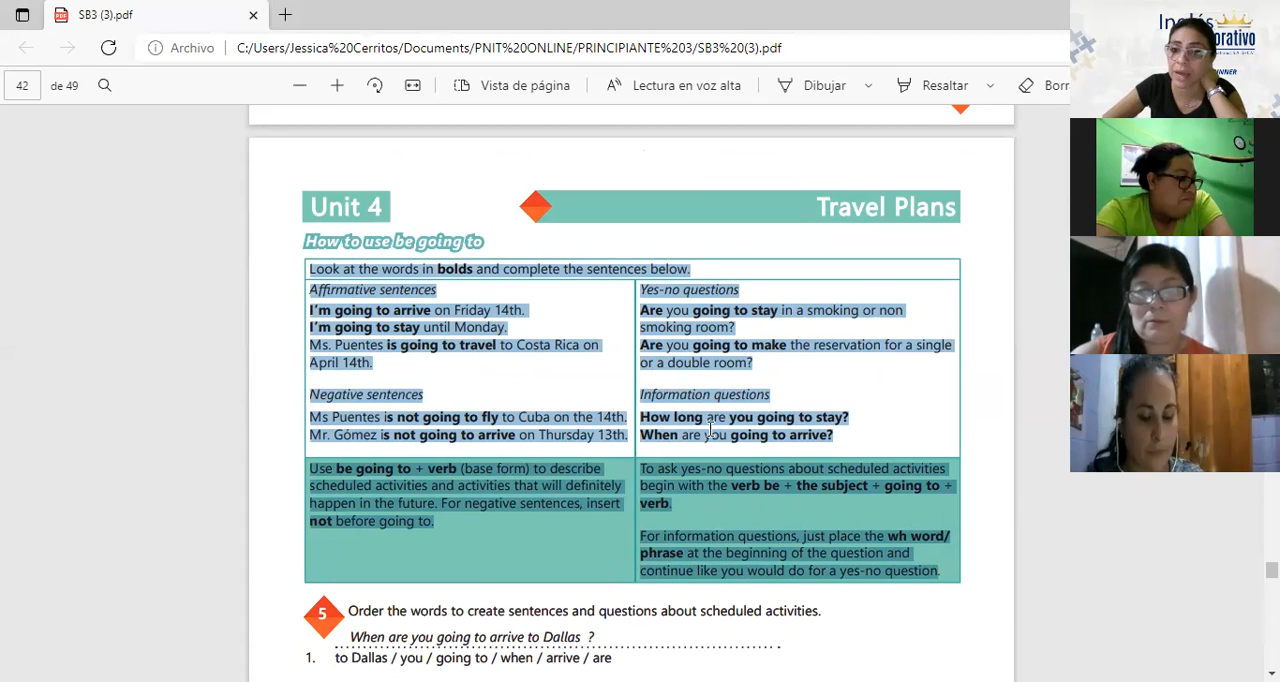 SB3 (3).pdf
Archivo
C:/Users/Jessica%20Cerritos/Documents/PNIT%20ONLINE/PRINCIPIANTE%203/SB3%20(3).pdf
42 de 49
Vista de página
Lectura en voz alta
Dibujar
Resaltar
Borr
Unit 4
Travel Plans
How to use be going to
Look at the words in bolds and complete the sentences below.
Affirmative sentences
I'm going to arrive on Friday 14th.
I'm going to stay until Monday.
Ms. Puentes is going to travel to Costa Rica on
April 14th.
Negative sentences
Ms Puentes is not going to fly to Cuba on the 14th.
Mr. Gómez is not going to arrive on Thursday 13th.
Yes-no questions
Are you going to stay in a smoking or non
smoking room?
Are you going to make the reservation for a single
or a double room?
Information questions
How long are you going to stay?
When are you going to arrive?
Use be going to + verb (base form) to describe
scheduled activities and activities that will definitely
happen in the future. For negative sentences, insert
not before going to.
To ask yes-no questions about scheduled activities
begin with the verb be + the subject + going to +
verb.
For information questions, just place the wh word/
phrase at the beginning of the question and
continue like you would do for a yes-no question.
5 Order the words to create sentences and questions about scheduled activities.
When are you going to arrive to Dallas ?
1. to Dallas / you / going to / when / arrive / are